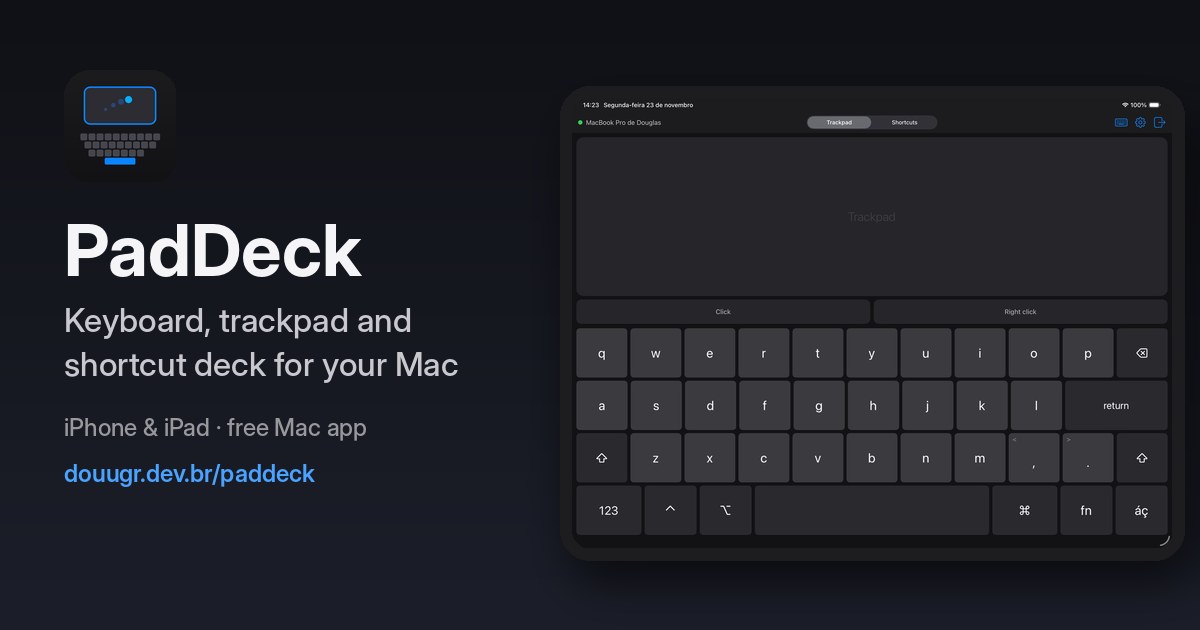 PadDeck
Keyboard, trackpad and
shortcut deck for your Mac
iPhone & iPad · free Mac app
douugr.dev.br/paddeck
14:23 Segunda-feira 23 de novembro
100%
MacBook Pro de Douglas
Trackpad Shortcuts
Trackpad
Click Right click
q w e r t y u i o p
a s d f g h j k l return
z x c v b n m < , > .
123 ^ ⌥ ⌘ fn áç